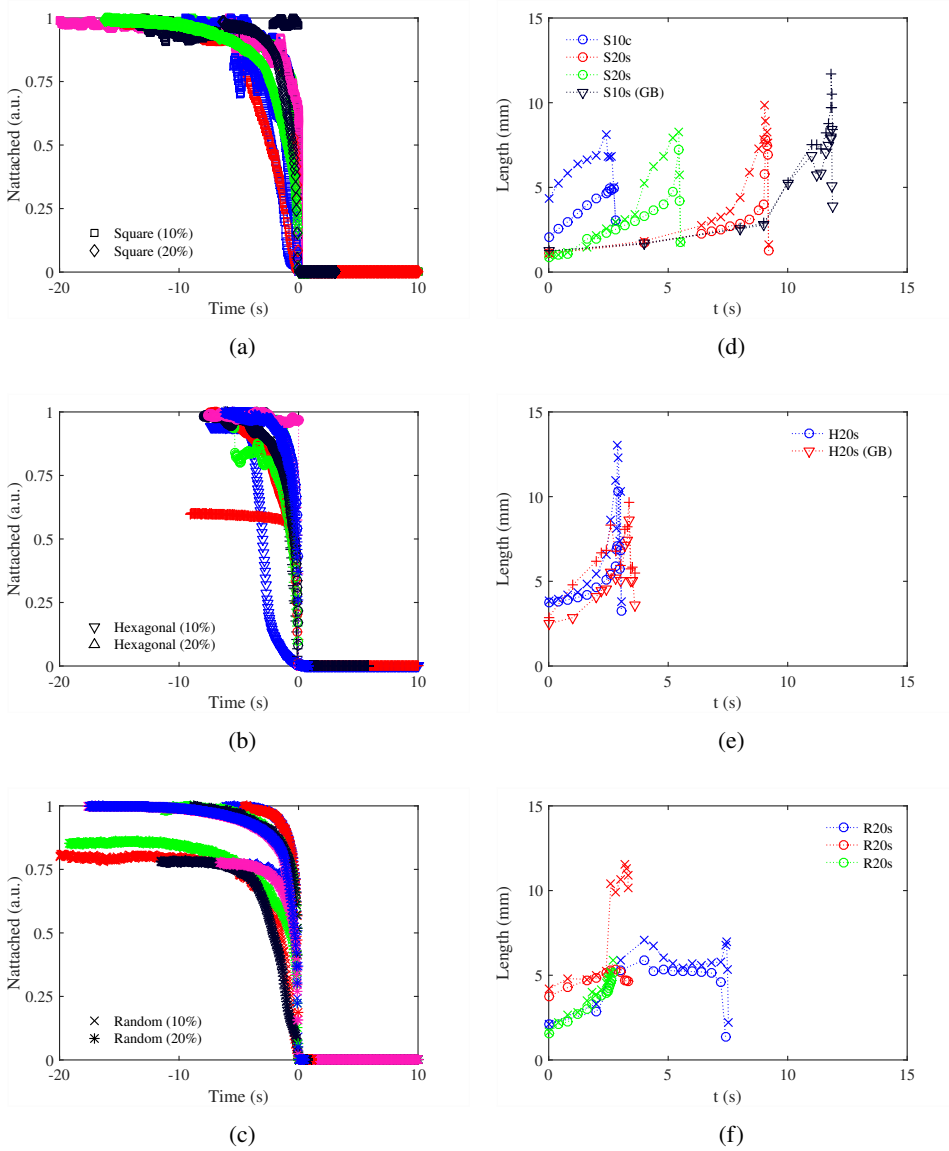 1
0.75
0.5
0.25
0
Nattached (a.u.)
Square (10%)
Square (20%)
-20
-10
0
10
Time (s)
(a)
15
10
5
0
Length (mm)
S10c
S20s
S20s
S10s (GB)
0
5
10
15
t (s)
(d)
1
0.75
0.5
0.25
0
Nattached (a.u.)
Hexagonal (10%)
Hexagonal (20%)
-20
-10
0
10
Time (s)
(b)
15
10
5
0
Length (mm)
H20s
H20s (GB)
0
5
10
15
t (s)
(e)
1
0.75
0.5
0.25
0
Nattached (a.u.)
Random (10%)
Random (20%)
-20
-10
0
10
Time (s)
(c)
15
10
5
0
Length (mm)
R20s
R20s
R20s
0
5
10
15
t (s)
(f)